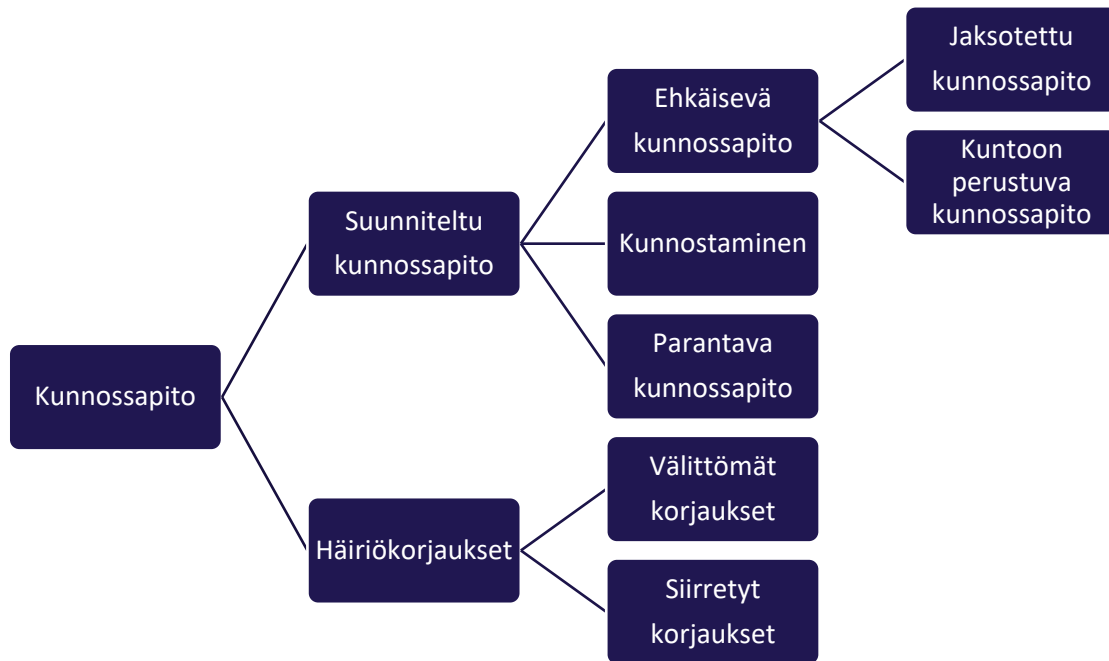 Jaksotettu
kunnossapito
Ehkäisevä
kunnossapito
Kuntoon
perustuva
kunnossapito
Suunniteltu
kunnossapito
Kunnostaminen
Parantava
kunnossapito
Kunnossapito
Välittömät
korjaukset
Häiriökorjaukset
Siirretyt
korjaukset